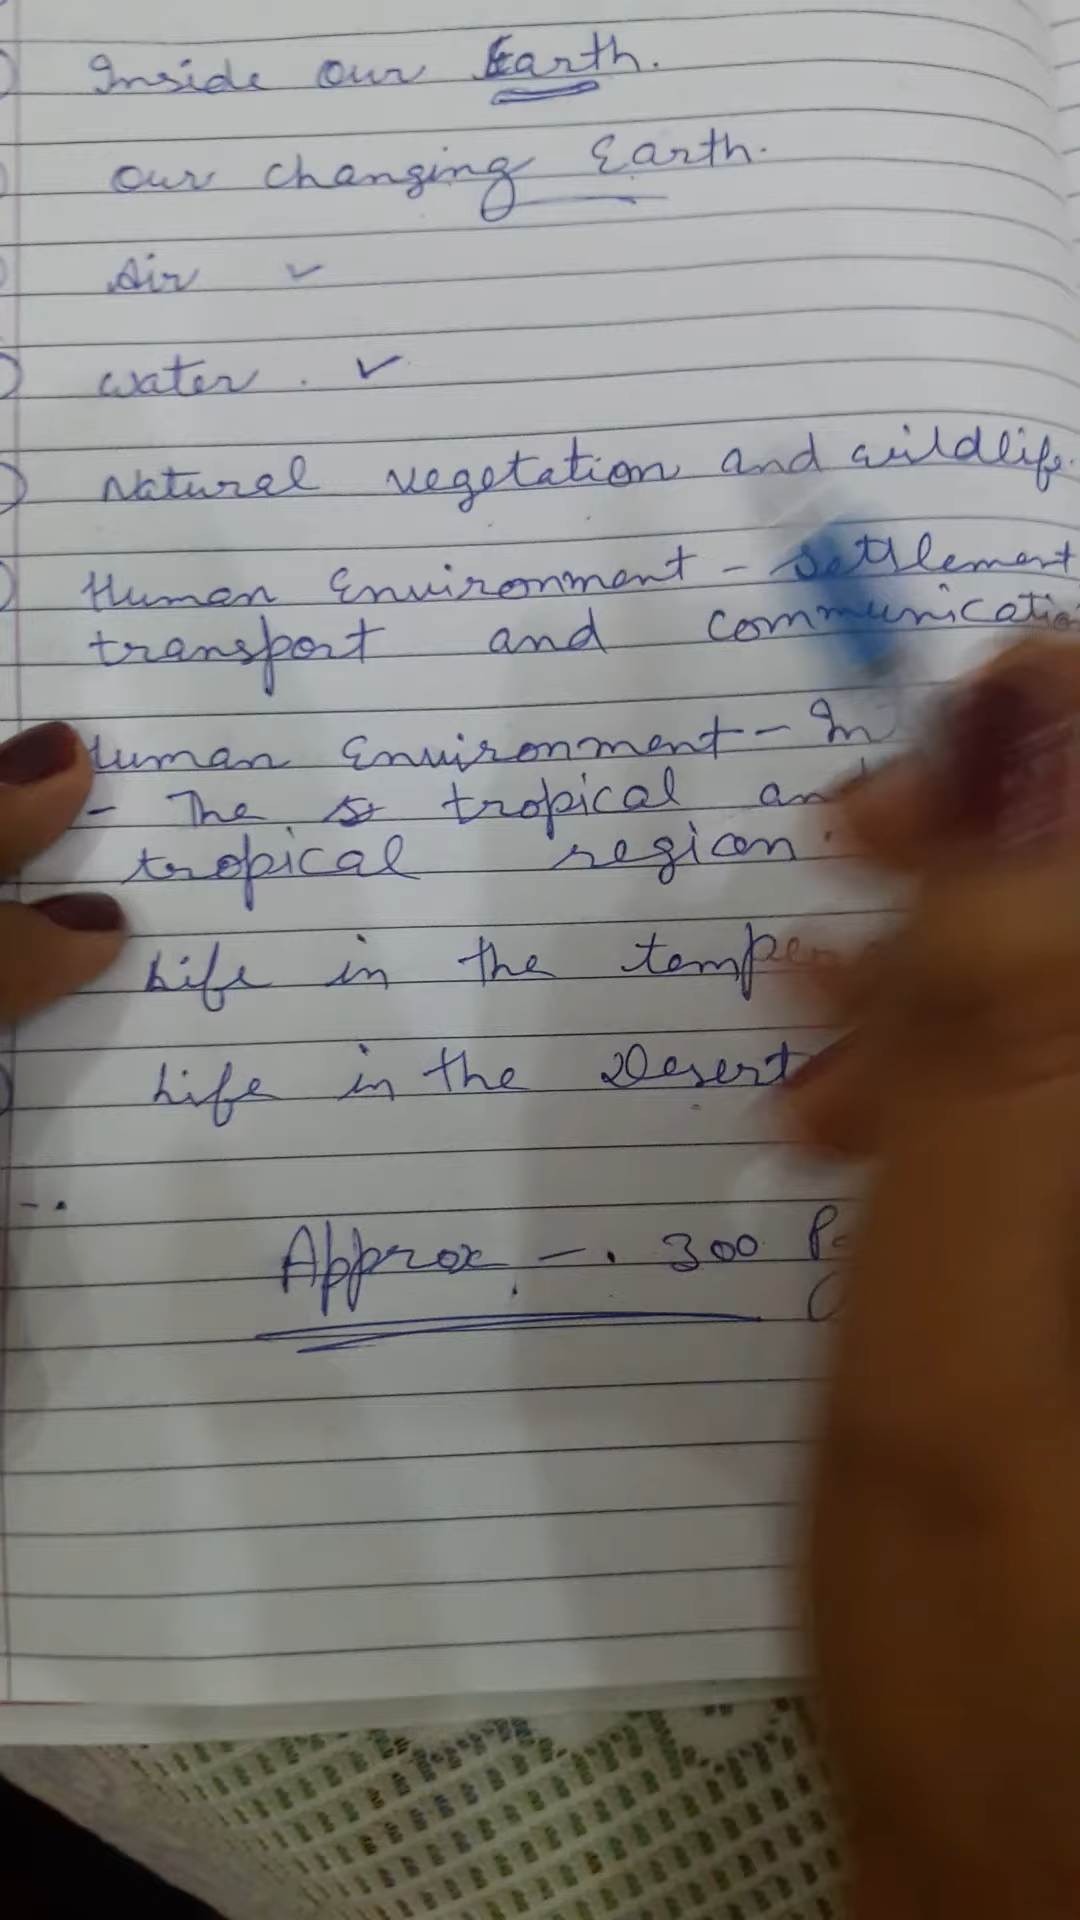 Inside our Earth.
our changing Earth.
Air ✓
water. ✓
Natural vegetation and wildlife.
Human Environment - settlement
transport and
Human Environment -
- The tropical
tropical region.
Life in the
Life in the Desert
Approx -. 300